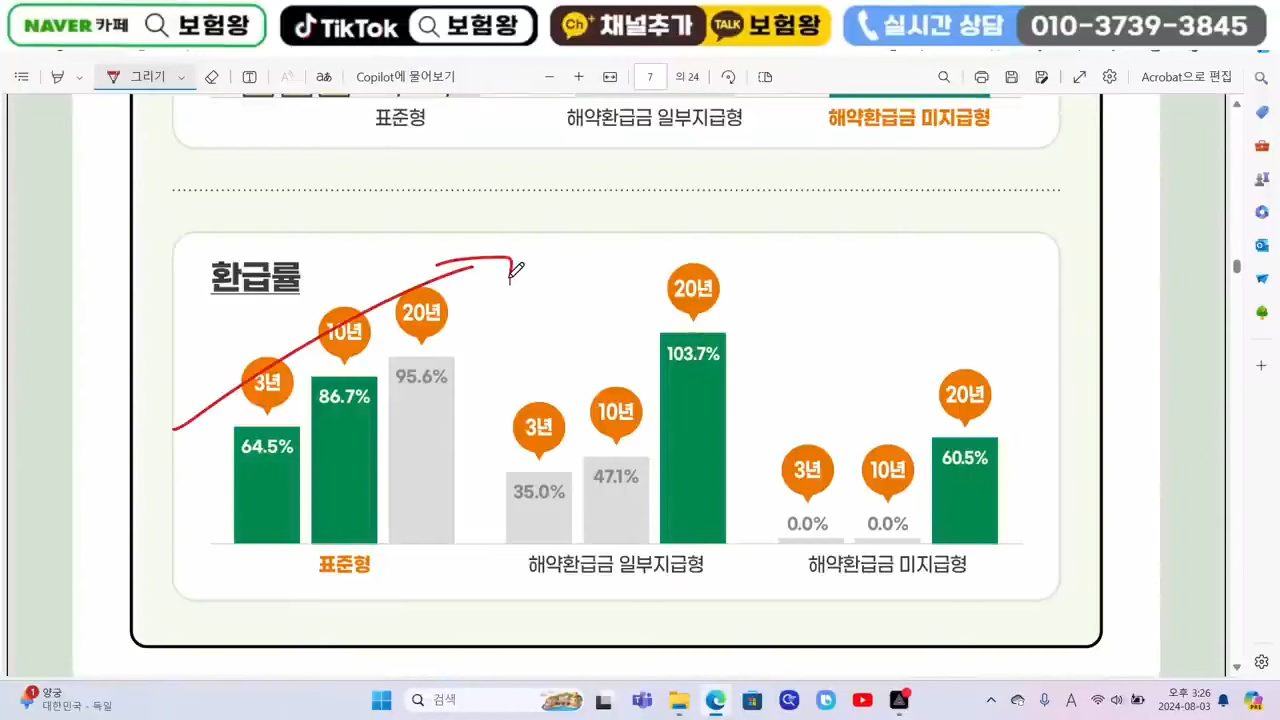 NAVER 카페 보험왕
TikTok 보험왕
Ch+ 채널추가 TALK 보험왕
실시간 상담 010-3739-3845
그리기 Copilot에 물어보기 7 의 24 Acrobat으로 편집
표준형 해약환급금 일부지급형 해약환급금 미지급형
환급률
3년 10년 20년
64.5% 86.7% 95.6%
표준형
3년 10년 20년
35.0% 47.1% 103.7%
해약환급금 일부지급형
3년 10년 20년
0.0% 0.0% 60.5%
해약환급금 미지급형
1 양궁
대한민국 - 독일
검색
A 오후 3:26
2024-08-03